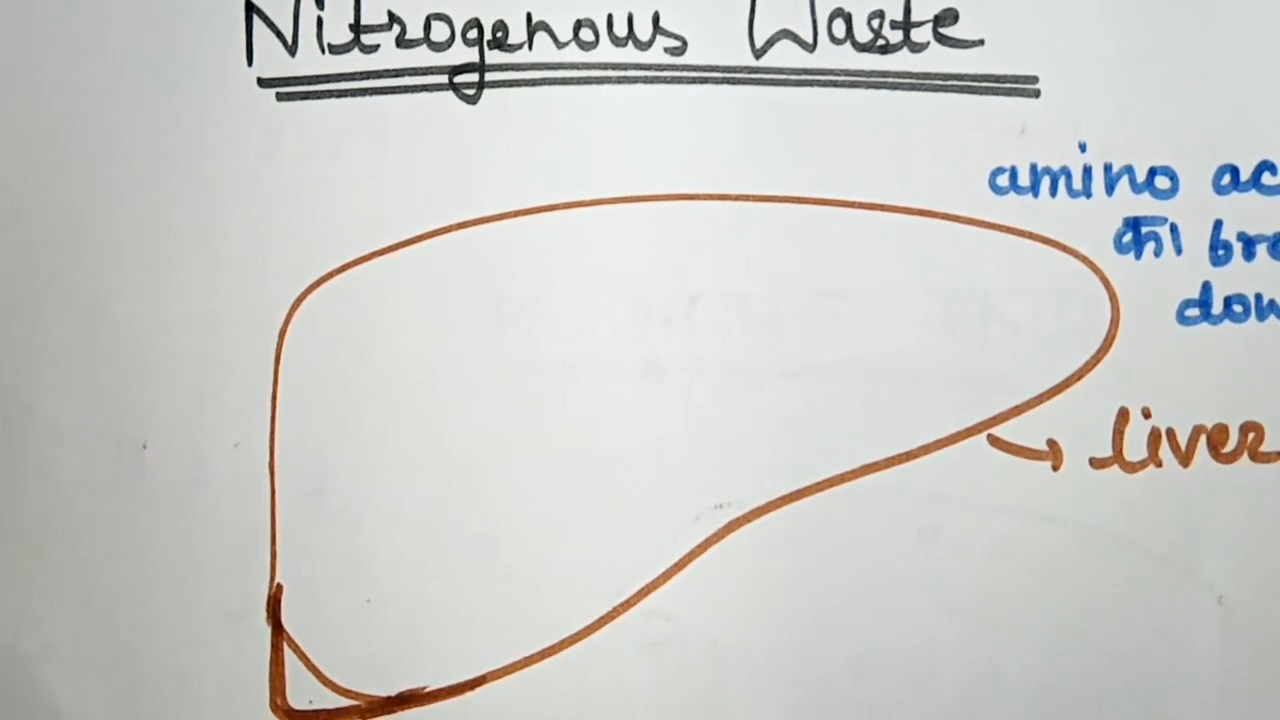 Nitrogenous Waste
amino ac
का bre
dow
liver